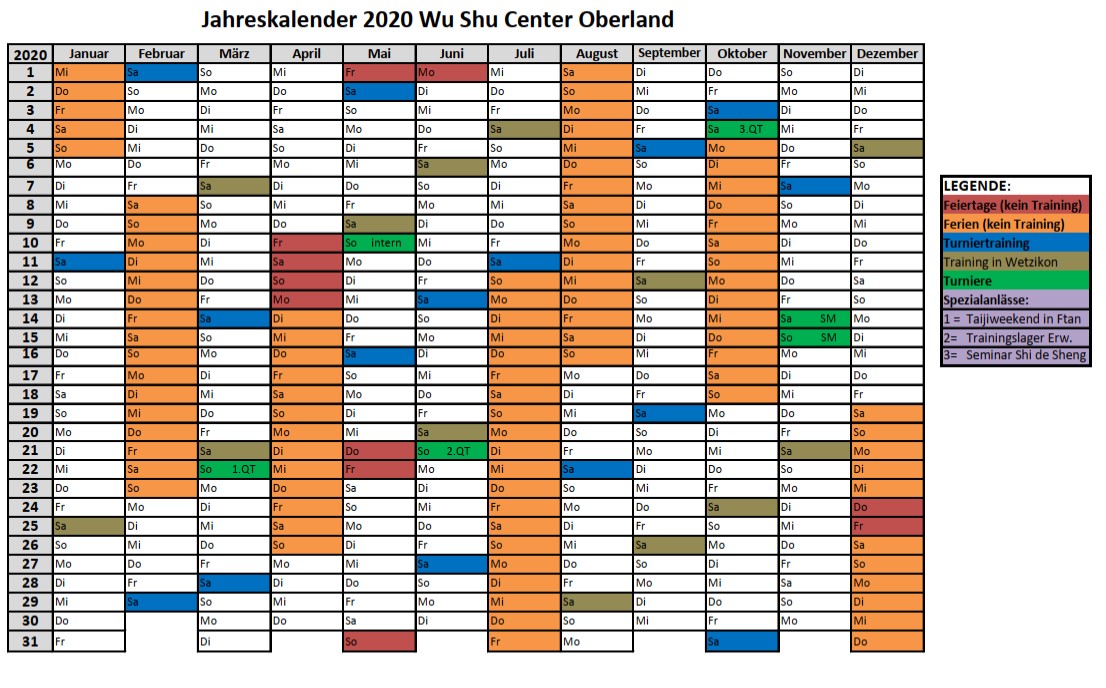 Jahreskalender 2020 Wu Shu Center Oberland
2020 Januar Februar März April Mai Juni Juli August September Oktober November Dezember
1 Mi Sa So Mi Fr Mo Mi Sa Di Do So Di
2 Do So Mo Do Sa Di Do So Mi Fr Mo Mi
3 Fr Mo Di Fr So Mi Fr Mo Do Sa Di Do
4 Sa Di Mi Sa Mo Do Sa Di Fr Sa 3.QT Mi Fr
5 So Mi Do So Di Fr So Mi Sa Mo Do Sa
6 Mo Do Fr Mo Mi Sa Mo Do So Di Fr So
7 Di Fr Sa Di Do So Di Fr Mo Mi Sa Mo
8 Mi Sa So Mi Fr Mo Mi Sa Di Do So Di
9 Do So Mo Do Sa Di Do So Mi Fr Mo Mi
10 Fr Mo Di Fr So intern Mi Fr Mo Do Sa Di Do
11 Sa Di Mi Sa Mo Do Sa Di Fr So Mi Fr
12 So Mi Do So Di Fr So Mi Sa Mo Do Sa
13 Mo Do Fr Mo Mi Sa Mo Do So Di Fr So
14 Di Fr Sa Di Do So Di Fr Mo Mi Sa SM Mo
15 Mi Sa So Mi Fr Mo Mi Sa Di Do So SM Di
16 Do So Mo Do Sa Di Do So Mi Fr Mo Mi
17 Fr Mo Di Fr So Mi Fr Mo Do Sa Di Do
18 Sa Di Mi Sa Mo Do Sa Di Fr So Mi Fr
19 So Mi Do So Di Fr So Mi Sa Mo Do Sa
20 Mo Do Fr Mo Mi Sa Mo Do So Di Fr So
21 Di Fr Sa Di Do So 2.QT Di Fr Mo Mi Sa Mo
22 Mi Sa So 1.QT Mi Fr Mo Mi Sa Di Do So Di
23 Do So Mo Do Sa Di Do So Mi Fr Mo Mi
24 Fr Mo Di Fr So Mi Fr Mo Do Sa Di Do
25 Sa Di Mi Sa Mo Do Sa Di Fr So Mi Fr
26 So Mi Do So Di Fr So Mi Sa Mo Do Sa
27 Mo Do Fr Mo Mi Sa Mo Do So Di Fr So
28 Di Fr Sa Di Do So Di Fr Mo Mi Sa Mo
29 Mi Sa So Mi Fr Mo Mi Sa Di Do So Di
30 Do Mo Do Sa Di Do So Mi Fr Mo Mi
31 Fr Di So Fr Mo Sa Do
LEGENDE:
Feiertage (kein Training)
Ferien (kein Training)
Turniertraining
Training in Wetzikon
Turniere
Spezialanlässe:
1 = Taijiweekend in Ftan
2= Trainingslager Erw.
3= Seminar Shi de Sheng